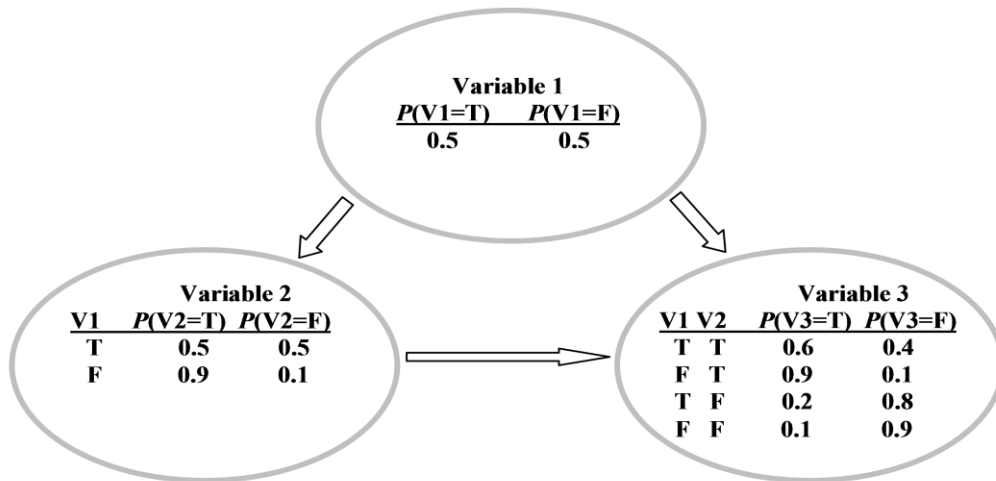 Variable 1
P(V1=T) P(V1=F)
0.5 0.5
Variable 2
V1 P(V2=T) P(V2=F)
T 0.5 0.5
F 0.9 0.1
Variable 3
V1 V2 P(V3=T) P(V3=F)
T T 0.6 0.4
F T 0.9 0.1
T F 0.2 0.8
F F 0.1 0.9